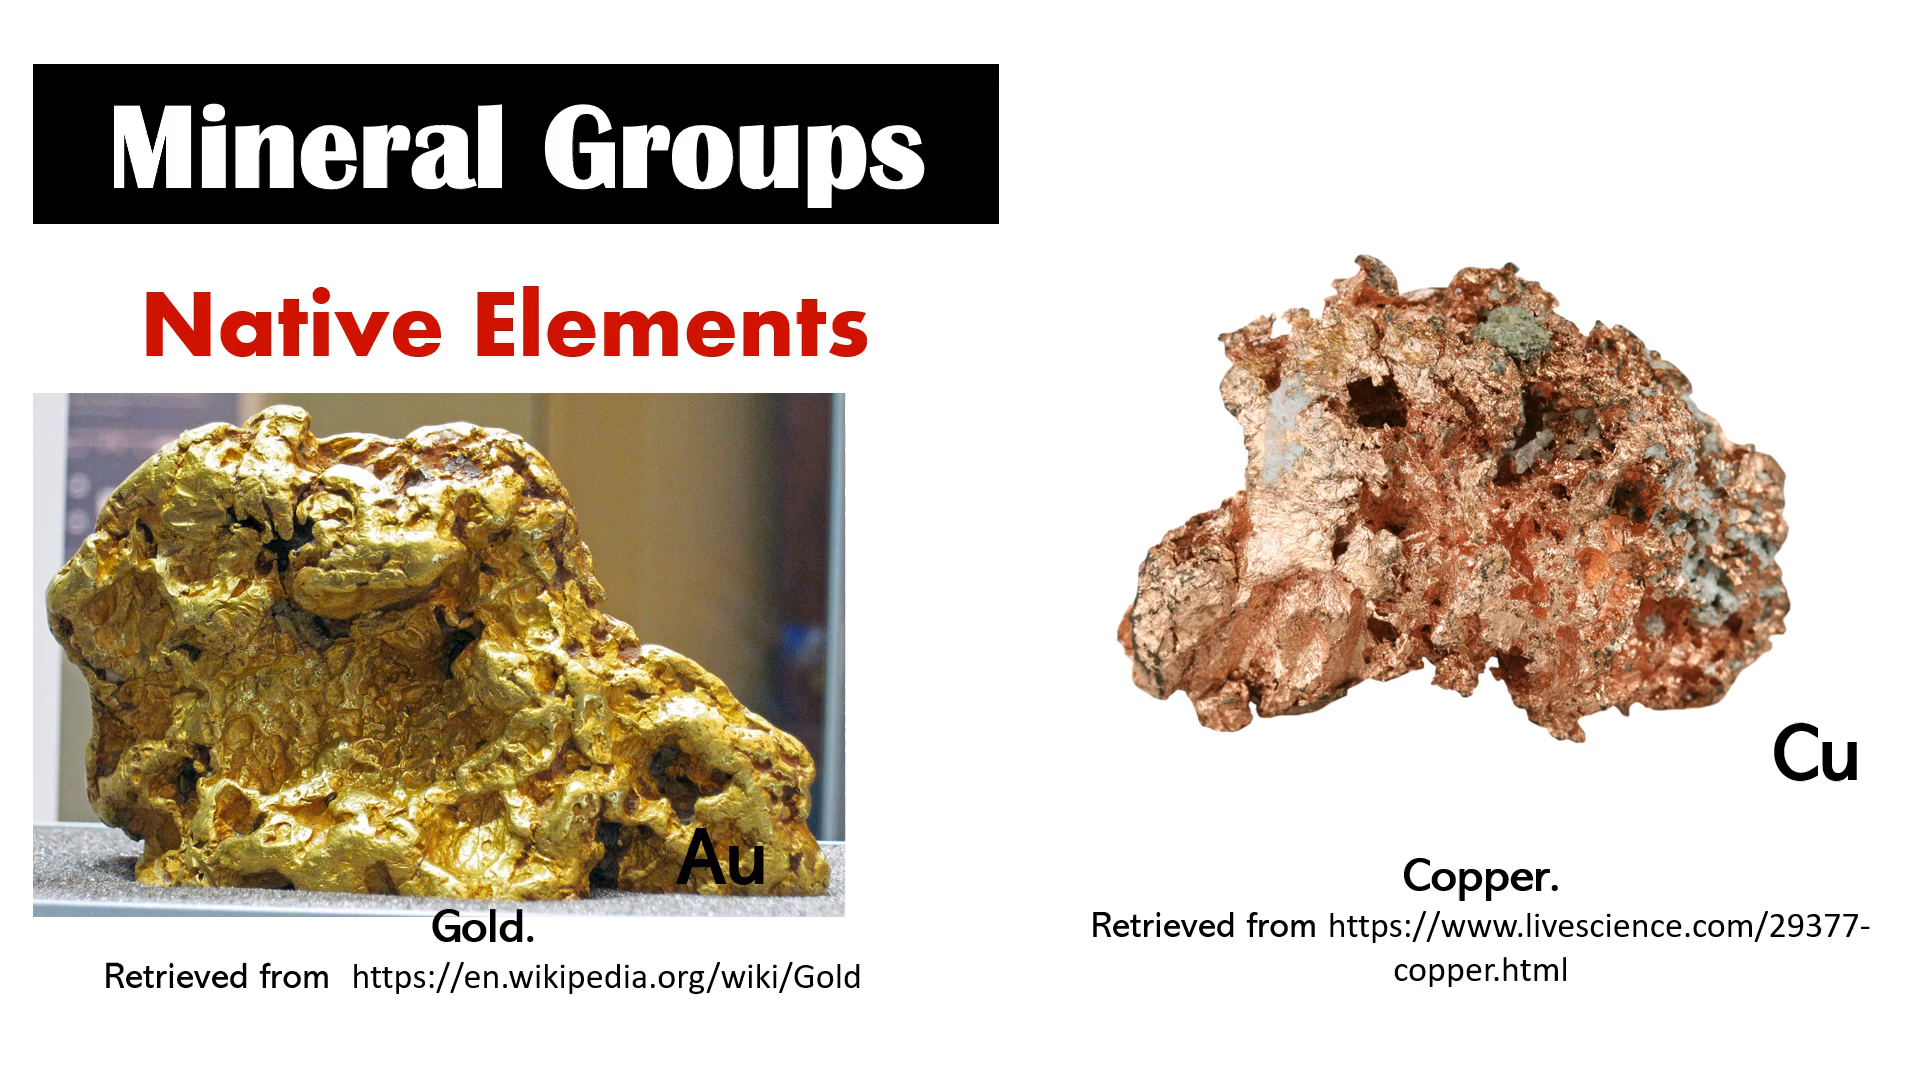 Mineral Groups
Native Elements
Au
Gold.
Retrieved from https://en.wikipedia.org/wiki/Gold
Cu
Copper.
Retrieved from https://www.livescience.com/29377-
copper.html